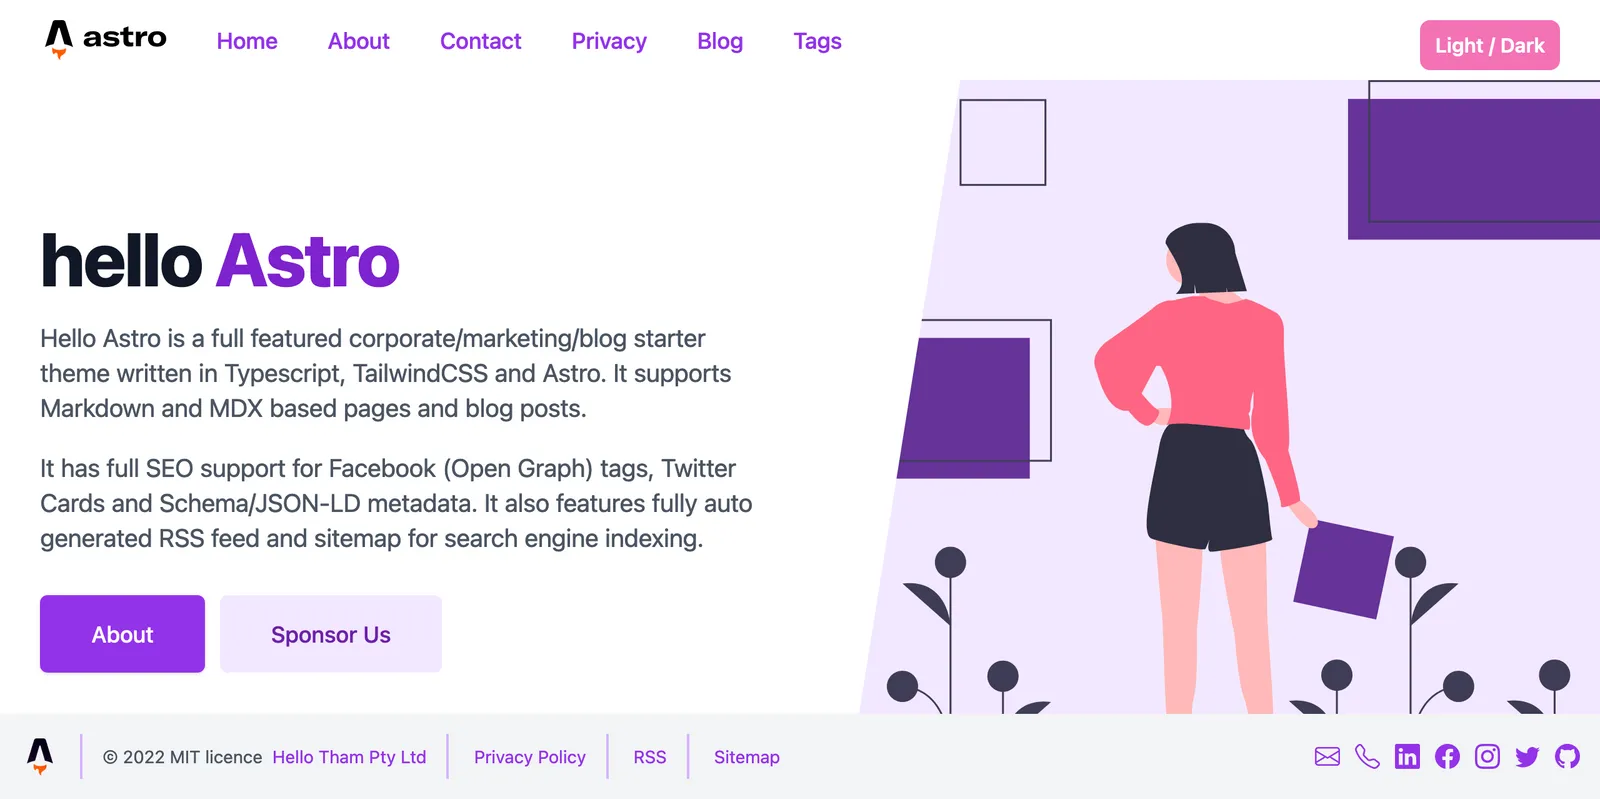 astro
Home
About
Contact
Privacy
Blog
Tags
Light / Dark
hello Astro
Hello Astro is a full featured corporate/marketing/blog starter
theme written in Typescript, TailwindCSS and Astro. It supports
Markdown and MDX based pages and blog posts.
It has full SEO support for Facebook (Open Graph) tags, Twitter
Cards and Schema/JSON-LD metadata. It also features fully auto
generated RSS feed and sitemap for search engine indexing.
About
Sponsor Us
© 2022 MIT licence Hello Tham Pty Ltd
Privacy Policy
RSS
Sitemap